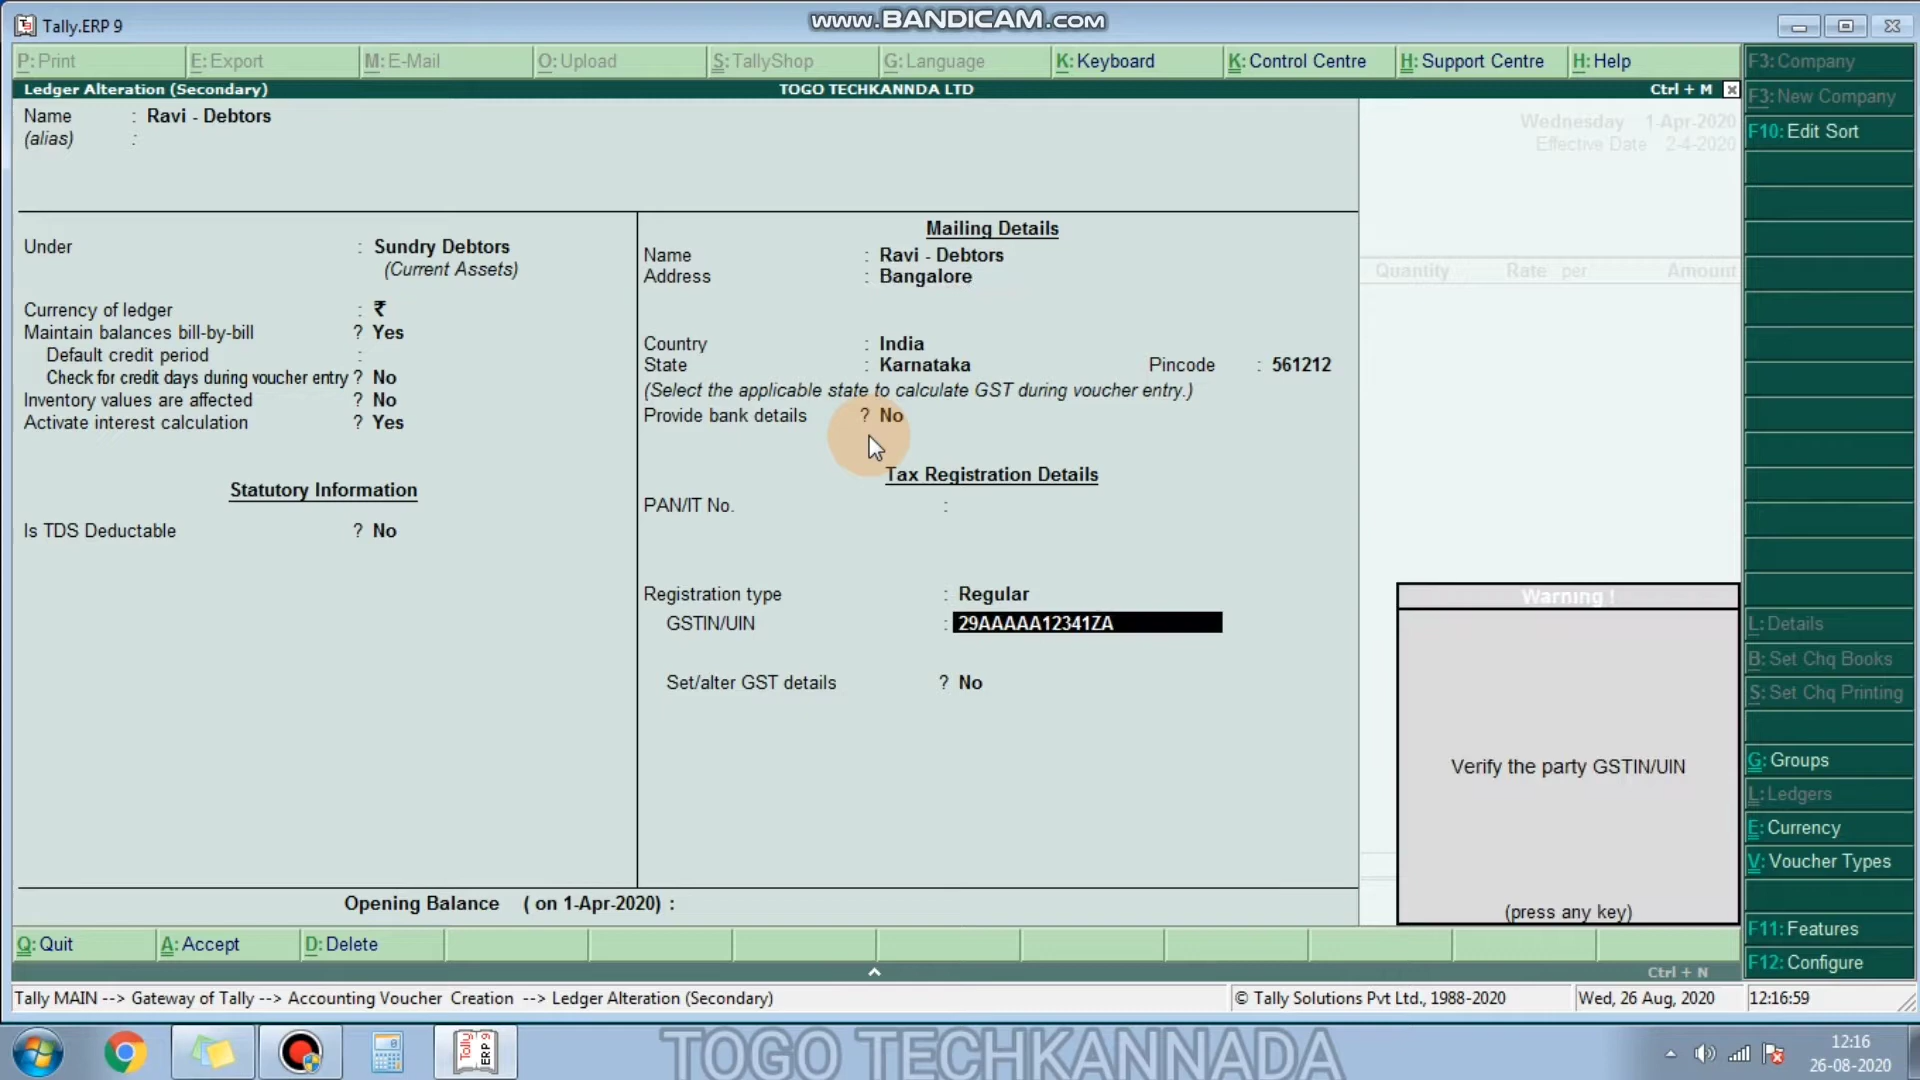 www.BANDICAM.com
Tally.ERP 9
P: Print E: Export M: E-Mail O: Upload S: TallyShop G: Language K: Keyboard K: Control Centre H: Support Centre H: Help
Ledger Alteration (Secondary) TOGO TECHKANNDA LTD Ctrl + M
Name : Ravi - Debtors
(alias) :
Wednesday 1-Apr-2020
Effective Date 2-4-2020
Under : Sundry Debtors
(Current Assets)
Currency of ledger : ₹
Maintain balances bill-by-bill ? Yes
Default credit period :
Check for credit days during voucher entry ? No
Inventory values are affected ? No
Activate interest calculation ? Yes
Statutory Information
Is TDS Deductable ? No
Mailing Details
Name : Ravi - Debtors
Address : Bangalore
Country : India
State : Karnataka Pincode : 561212
(Select the applicable state to calculate GST during voucher entry.)
Provide bank details ? No
Tax Registration Details
PAN/IT No. :
Registration type : Regular
GSTIN/UIN : 29AAAAA12341ZA
Set/alter GST details ? No
Quantity Rate per Amount
Warning !
Verify the party GSTIN/UIN
(press any key)
Opening Balance ( on 1-Apr-2020) :
F3: Company
F3: New Company
F10: Edit Sort
L: Details
B: Set Chq Books
S: Set Chq Printing
G: Groups
L: Ledgers
E: Currency
V: Voucher Types
F11: Features
F12: Configure
Q: Quit A: Accept D: Delete
Ctrl + N
Tally MAIN --> Gateway of Tally --> Accounting Voucher Creation --> Ledger Alteration (Secondary) © Tally Solutions Pvt Ltd., 1988-2020 Wed, 26 Aug, 2020 12:16:59
Tally ERP 9
TOGO TECHKANNADA
12:16
26-08-2020